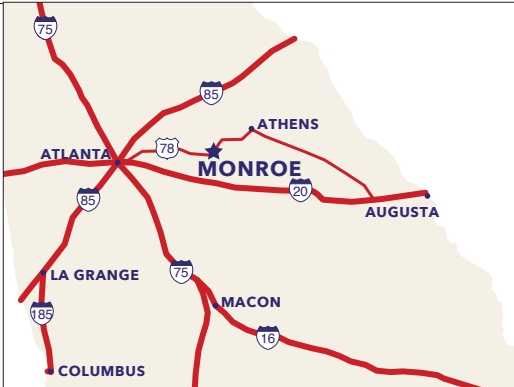 75
85
ATHENS
78
ATLANTA
MONROE
20
85
AUGUSTA
75
LA GRANGE
MACON
185
16
COLUMBUS